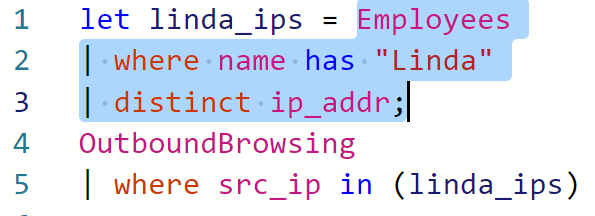 1 let linda_ips = Employees
2 | where name has "Linda"
3 | distinct ip_addr;
4 OutboundBrowsing
5 | where src_ip in (linda_ips)